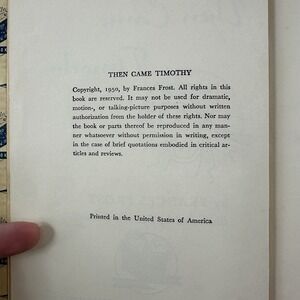 THEN CAME TIMOTHY
Copyright, 1950, by Frances Frost. All rights in this
book are reserved. It may not be used for dramatic,
motion-, or talking-picture purposes without written
authorization from the holder of these rights. Nor may
the book or parts thereof be reproduced in any man-
ner whatsoever without permission in writing, except
in the case of brief quotations embodied in critical ar-
ticles and reviews.
Printed in the United States of America